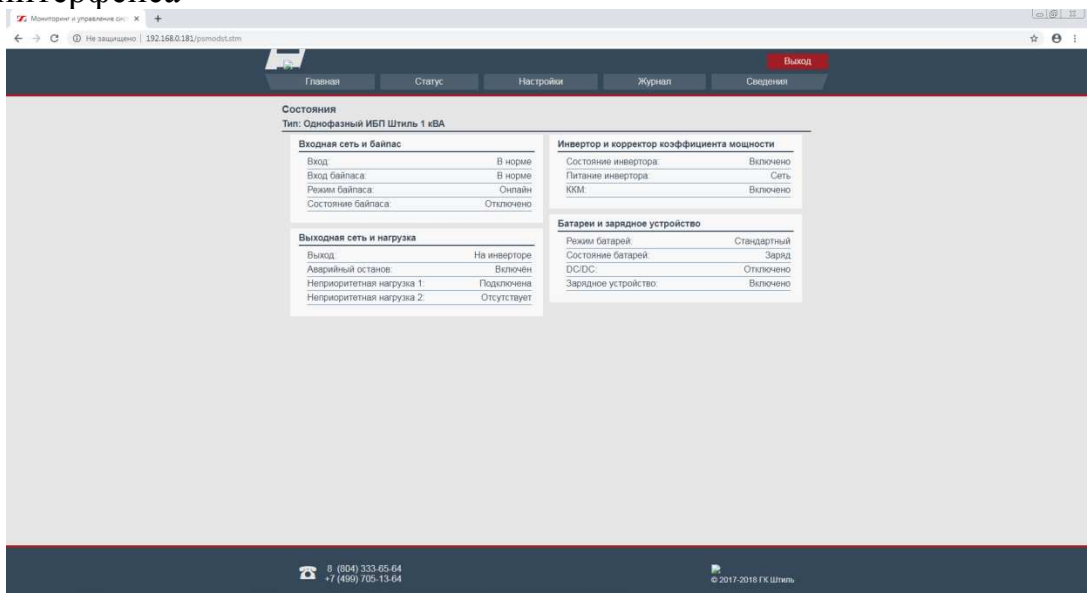 Мониторинг и управление сис
Не защищено | 192.168.0.181/psmodst.stm
Выход
Главная Статус Настройки Журнал Сведения
Состояния
Тип: Однофазный ИБП Штиль 1 кВА
Входная сеть и байпас
Вход: В норме
Вход байпаса: В норме
Режим байпаса: Онлайн
Состояние байпаса: Отключено
Выходная сеть и нагрузка
Выход: На инверторе
Аварийный останов: Включён
Неприоритетная нагрузка 1: Подключена
Неприоритетная нагрузка 2: Отсутствует
Инвертор и корректор коэффициента мощности
Состояние инвертора: Включено
Питание инвертора: Сеть
ККМ: Включено
Батареи и зарядное устройство
Режим батарей: Стандартный
Состояние батарей: Заряд
DC/DC: Отключено
Зарядное устройство: Включено
8 (804) 333-65-64
+7 (499) 705-13-64
© 2017-2018 ГК Штиль